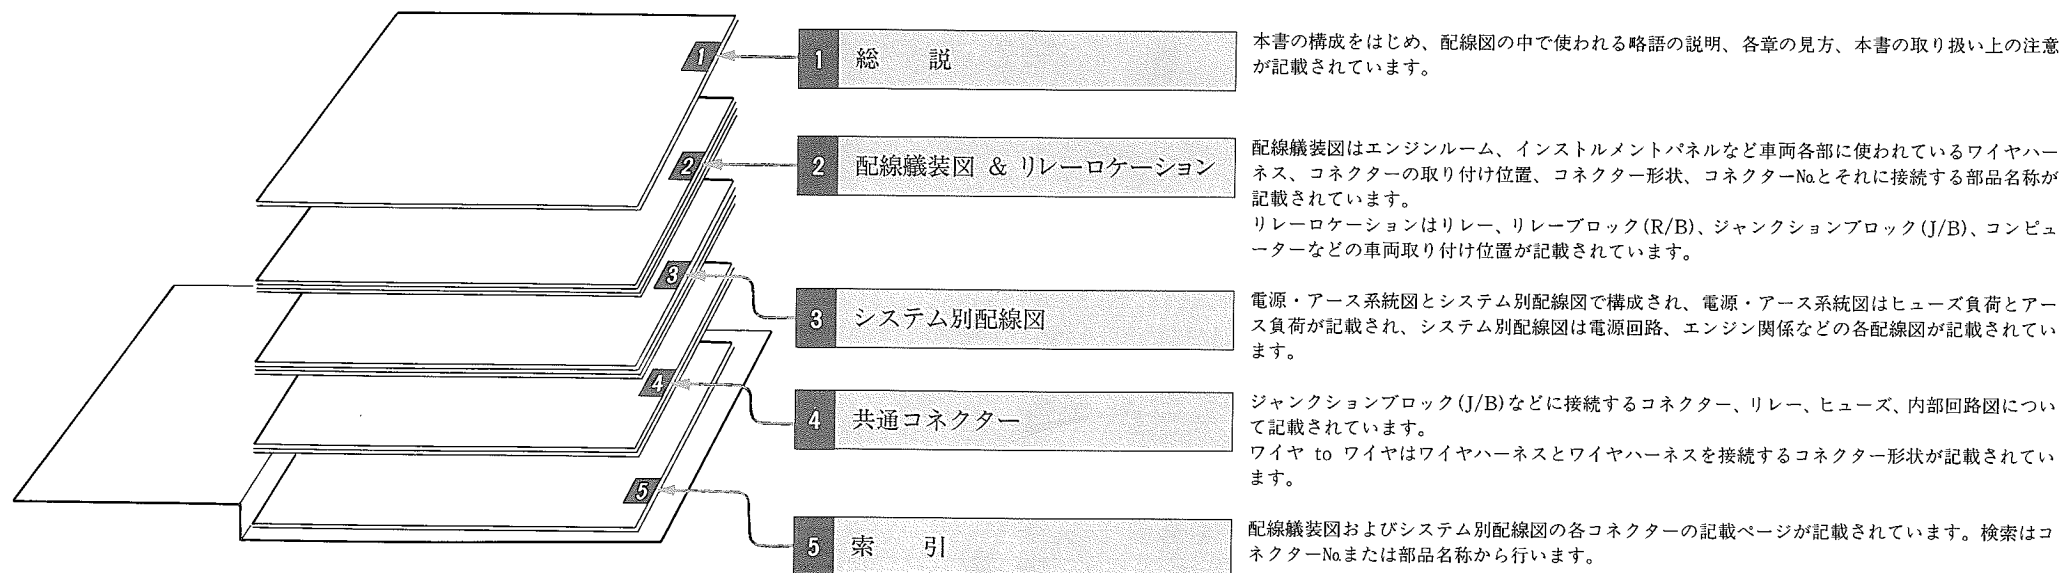 1
1 総 説
本書の構成をはじめ、配線図の中で使われる略語の説明、各章の見方、本書の取り扱い上の注意
が記載されています。
2
2 配線艤装図 & リレーロケーション
配線艤装図はエンジンルーム、インストルメントパネルなど車両各部に使われているワイヤハー
ネス、コネクターの取り付け位置、コネクター形状、コネクター№とそれに接続する部品名称が
記載されています。
リレーロケーションはリレー、リレーブロック(R/B)、ジャンクションブロック(J/B)、コンピュ
ーターなどの車両取り付け位置が記載されています。
3
3 システム別配線図
電源・アース系統図とシステム別配線図で構成され、電源・アース系統図はヒューズ負荷とアー
ス負荷が記載され、システム別配線図は電源回路、エンジン関係などの各配線図が記載されてい
ます。
4
4 共通コネクター
ジャンクションブロック(J/B)などに接続するコネクター、リレー、ヒューズ、内部回路図につい
て記載されています。
ワイヤ to ワイヤはワイヤハーネスとワイヤハーネスを接続するコネクター形状が記載されてい
ます。
5
5 索 引
配線艤装図およびシステム別配線図の各コネクターの記載ページが記載されています。検索はコ
ネクター№または部品名称から行います。